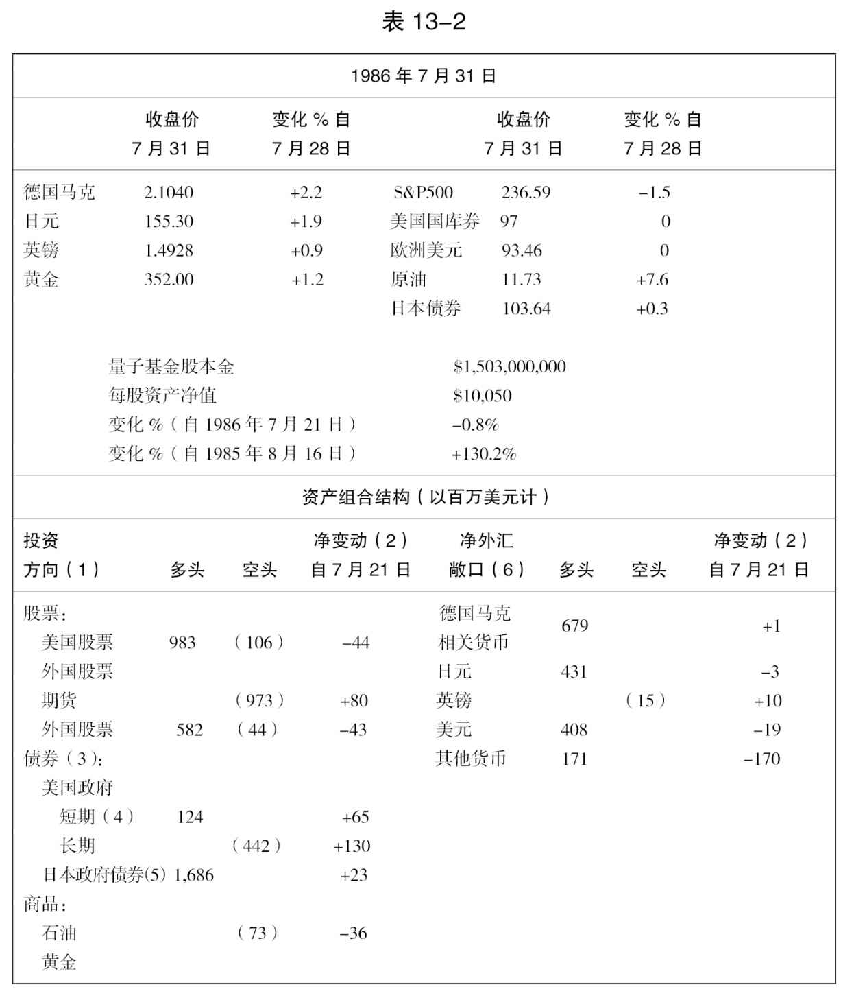 表 13–2
1986 年 7 月 31 日
收盘价 变化 % 自 收盘价 变化 % 自
7 月 31 日 7 月 28 日 7 月 31 日 7 月 28 日
德国马克 2.1040 +2.2 S&P500 236.59 –1.5
日元 155.30 +1.9 美国国库券 97 0
英镑 1.4928 +0.9 欧洲美元 93.46 0
黄金 352.00 +1.2 原油 11.73 +7.6
日本债券 103.64 +0.3
量子基金股本金 $1,503,000,000
每股资产净值 $10,050
变化 %（自 1986 年 7 月 21 日） –0.8%
变化 %（自 1985 年 8 月 16 日） +130.2%
资产组合结构（以百万美元计）
投资 净变动（2） 净外汇 净变动（2）
方向（1） 多头 空头 自 7 月 21 日 敞口（6） 多头 空头 自 7 月 21 日
股票： 德国马克 679 +1
美国股票 983 （106） –44 相关货币
外国股票 日元 431 –3
期货 （973） +80 英镑 （15） +10
外国股票 582 （44） –43 美元 408 –19
债券（3）： 其他货币 171 –170
美国政府
短期（4） 124 +65
长期 （442） +130
日本政府债券(5) 1,686 +23
商品：
石油 （73） –36
黄金